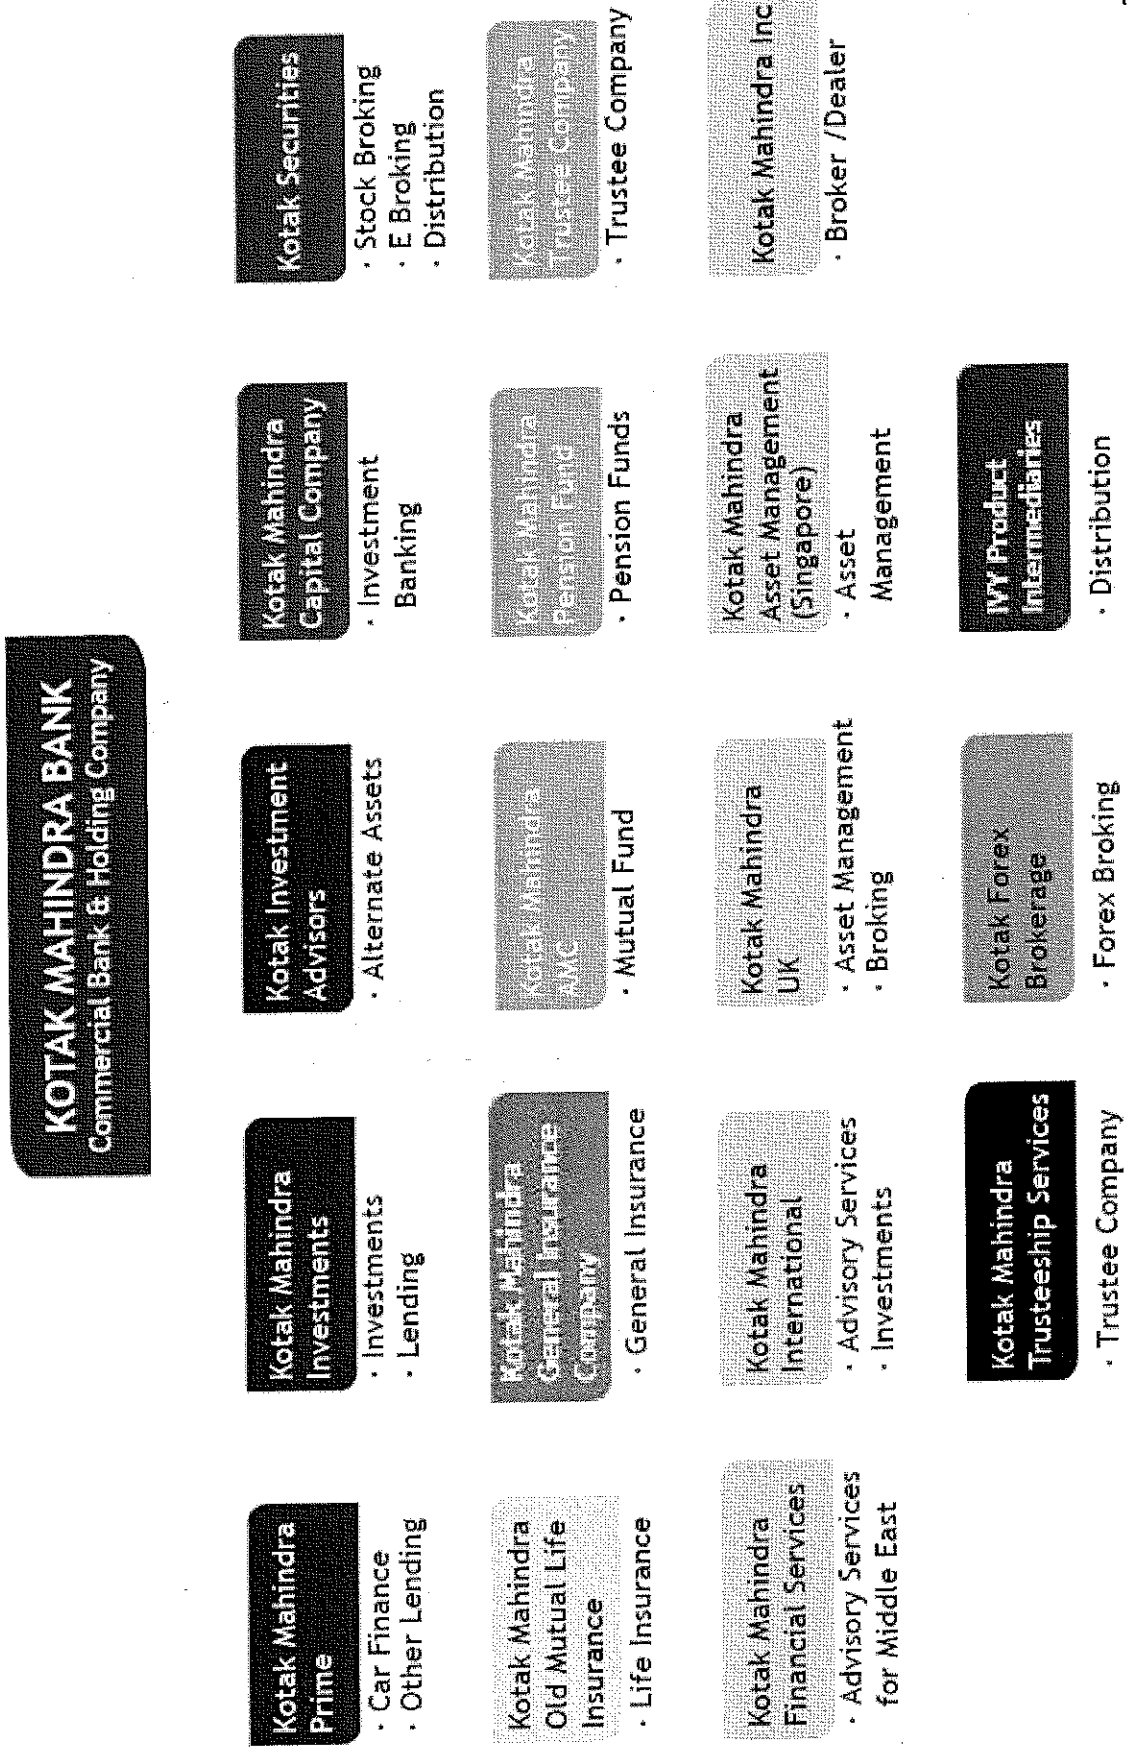 KOTAK MAHINDRA BANK
Commercial Bank & Holding Company
Kotak Mahindra
Prime
· Car Finance
· Other Lending
Kotak Mahindra
Investments
· Investments
· Lending
Kotak Investment
Advisors
· Alternate Assets
Kotak Mahindra
Capital Company
· Investment
Banking
Kotak Securities
· Stock Broking
· E Broking
· Distribution
Kotak Mahindra
Old Mutual Life
Insurance
· Life Insurance
Kotak Mahindra
General Insurance
Company
· General Insurance
Kotak Mahindra
AMC
· Mutual Fund
Kotak Mahindra
Pension Fund
· Pension Funds
Kotak Mahindra
Trustee Company
· Trustee Company
Kotak Mahindra
Financial Services
· Advisory Services
for Middle East
Kotak Mahindra
International
· Advisory Services
· Investments
Kotak Mahindra
UK
· Asset Management
· Broking
Kotak Mahindra
Asset Management
(Singapore)
· Asset
Management
Kotak Mahindra Inc
· Broker /Dealer
Kotak Mahindra
Trusteeship Services
· Trustee Company
Kotak Forex
Brokerage
· Forex Broking
IVY Product
Intermediaries
· Distribution